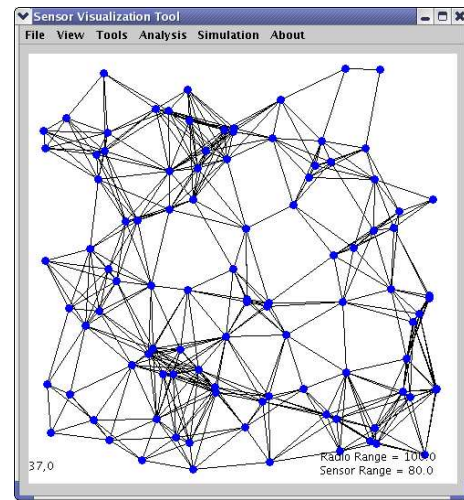 Sensor Visualization Tool
File View Tools Analysis Simulation About
Radio Range = 100.0
37,0
Sensor Range = 80.0